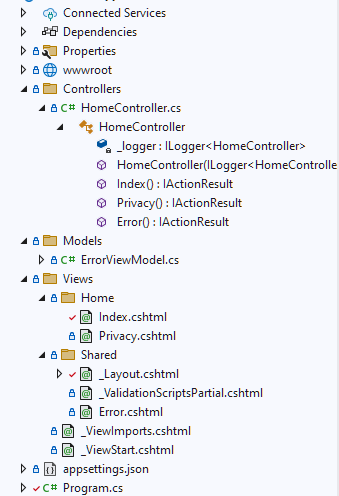 Connected Services
Dependencies
Properties
wwwroot
Controllers
C# HomeController.cs
HomeController
_logger : ILogger<HomeController>
HomeController(ILogger<HomeControlle
Index() : IActionResult
Privacy() : IActionResult
Error() : IActionResult
Models
C# ErrorViewModel.cs
Views
Home
Index.cshtml
Privacy.cshtml
Shared
_Layout.cshtml
_ValidationScriptsPartial.cshtml
Error.cshtml
_ViewImports.cshtml
_ViewStart.cshtml
appsettings.json
C# Program.cs